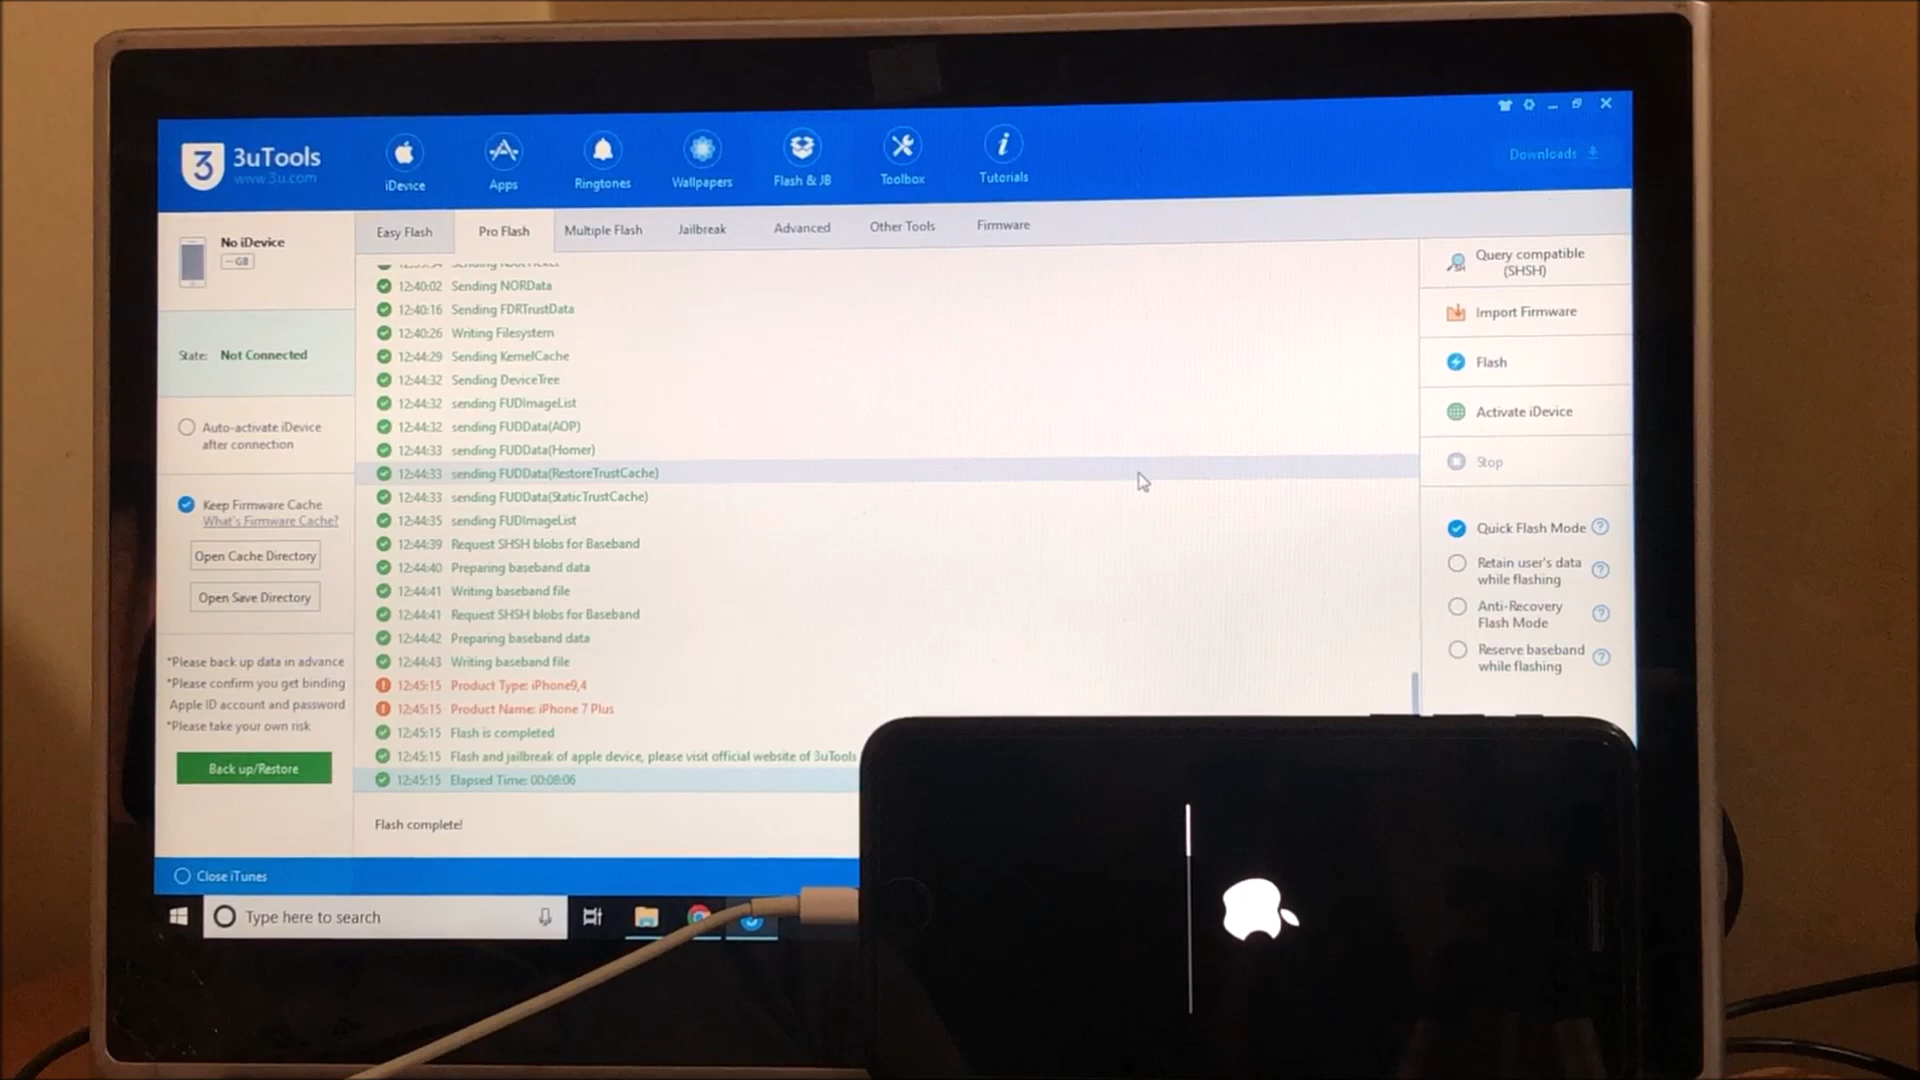 3 3uTools
www.3u.com
iDevice
Apps
Ringtones
Wallpapers
Flash & JB
Toolbox
Tutorials
Downloads
No iDevice
--GB
State: Not Connected
Auto-activate iDevice
after connection
Keep Firmware Cache
What's Firmware Cache?
Open Cache Directory
Open Save Directory
*Please back up data in advance
*Please confirm you get binding
Apple ID account and password
*Please take your own risk
Back up/Restore
Easy Flash
Pro Flash
Multiple Flash
Jailbreak
Advanced
Other Tools
Firmware
12:40:02 Sending NORData
12:40:16 Sending FDRTrustData
12:40:26 Writing Filesystem
12:44:29 Sending KernelCache
12:44:32 Sending DeviceTree
12:44:32 sending FUDImageList
12:44:32 sending FUDData(AOP)
12:44:33 sending FUDData(Homer)
12:44:33 sending FUDData(RestoreTrustCache)
12:44:33 sending FUDData(StaticTrustCache)
12:44:35 sending FUDImageList
12:44:39 Request SHSH blobs for Baseband
12:44:40 Preparing baseband data
12:44:41 Writing baseband file
12:44:41 Request SHSH blobs for Baseband
12:44:42 Preparing baseband data
12:44:43 Writing baseband file
12:45:15 Product Type: iPhone9,4
12:45:15 Product Name: iPhone 7 Plus
12:45:15 Flash is completed
12:45:15 Flash and jailbreak of apple device, please visit official website of 3uTools
12:45:15 Elapsed Time: 00:08:06
Flash complete!
Query compatible
(SHSH)
Import Firmware
Flash
Activate iDevice
Stop
Quick Flash Mode ?
Retain user's data
while flashing ?
Anti-Recovery
Flash Mode ?
Reserve baseband
while flashing ?
Close iTunes
Type here to search